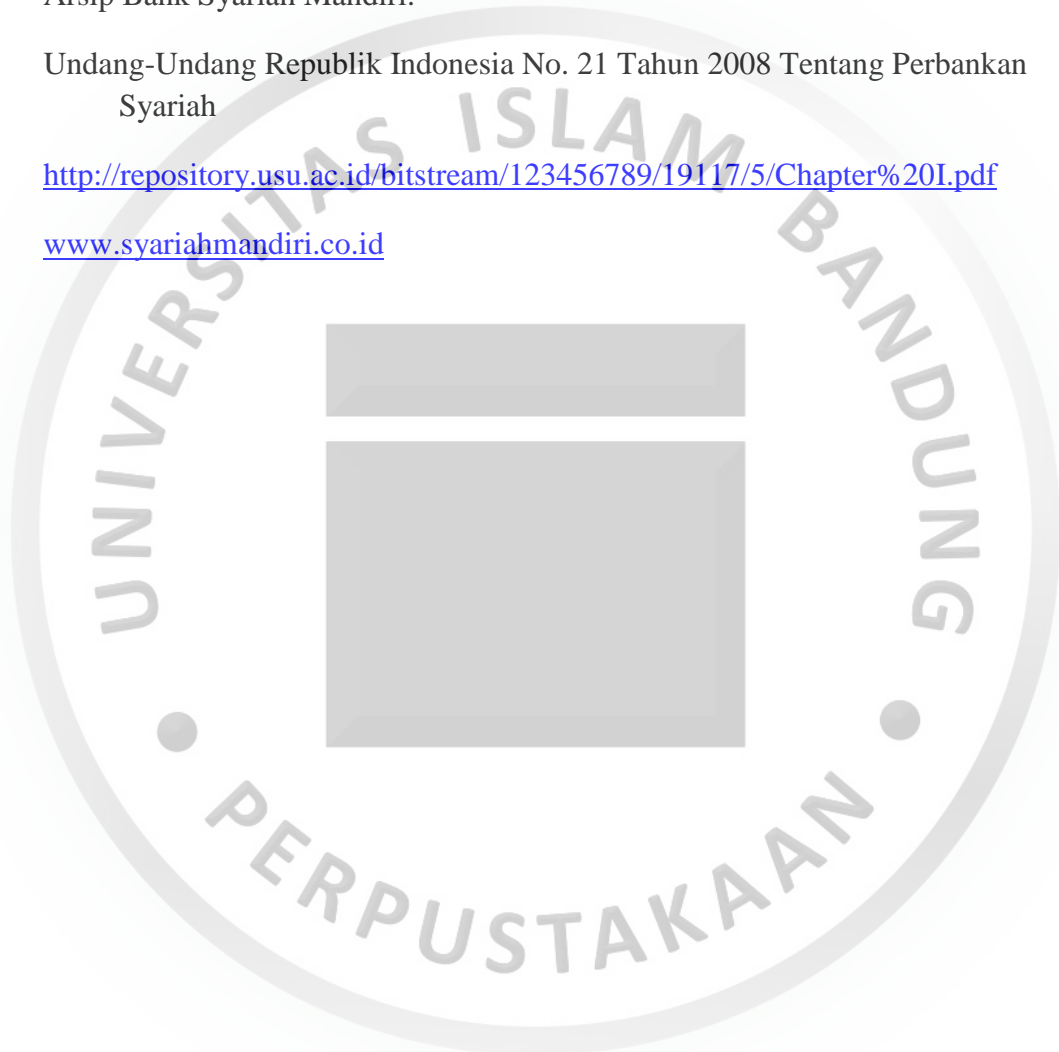 Arsip Bank Syariah Mandiri.
Undang-Undang Republik Indonesia No. 21 Tahun 2008 Tentang Perbankan
Syariah
http://repository.usu.ac.id/bitstream/123456789/19117/5/Chapter%20I.pdf
www.syariahmandiri.co.id
UNIVERSITAS ISLAM BANDUNG
PERPUSTAKAAN